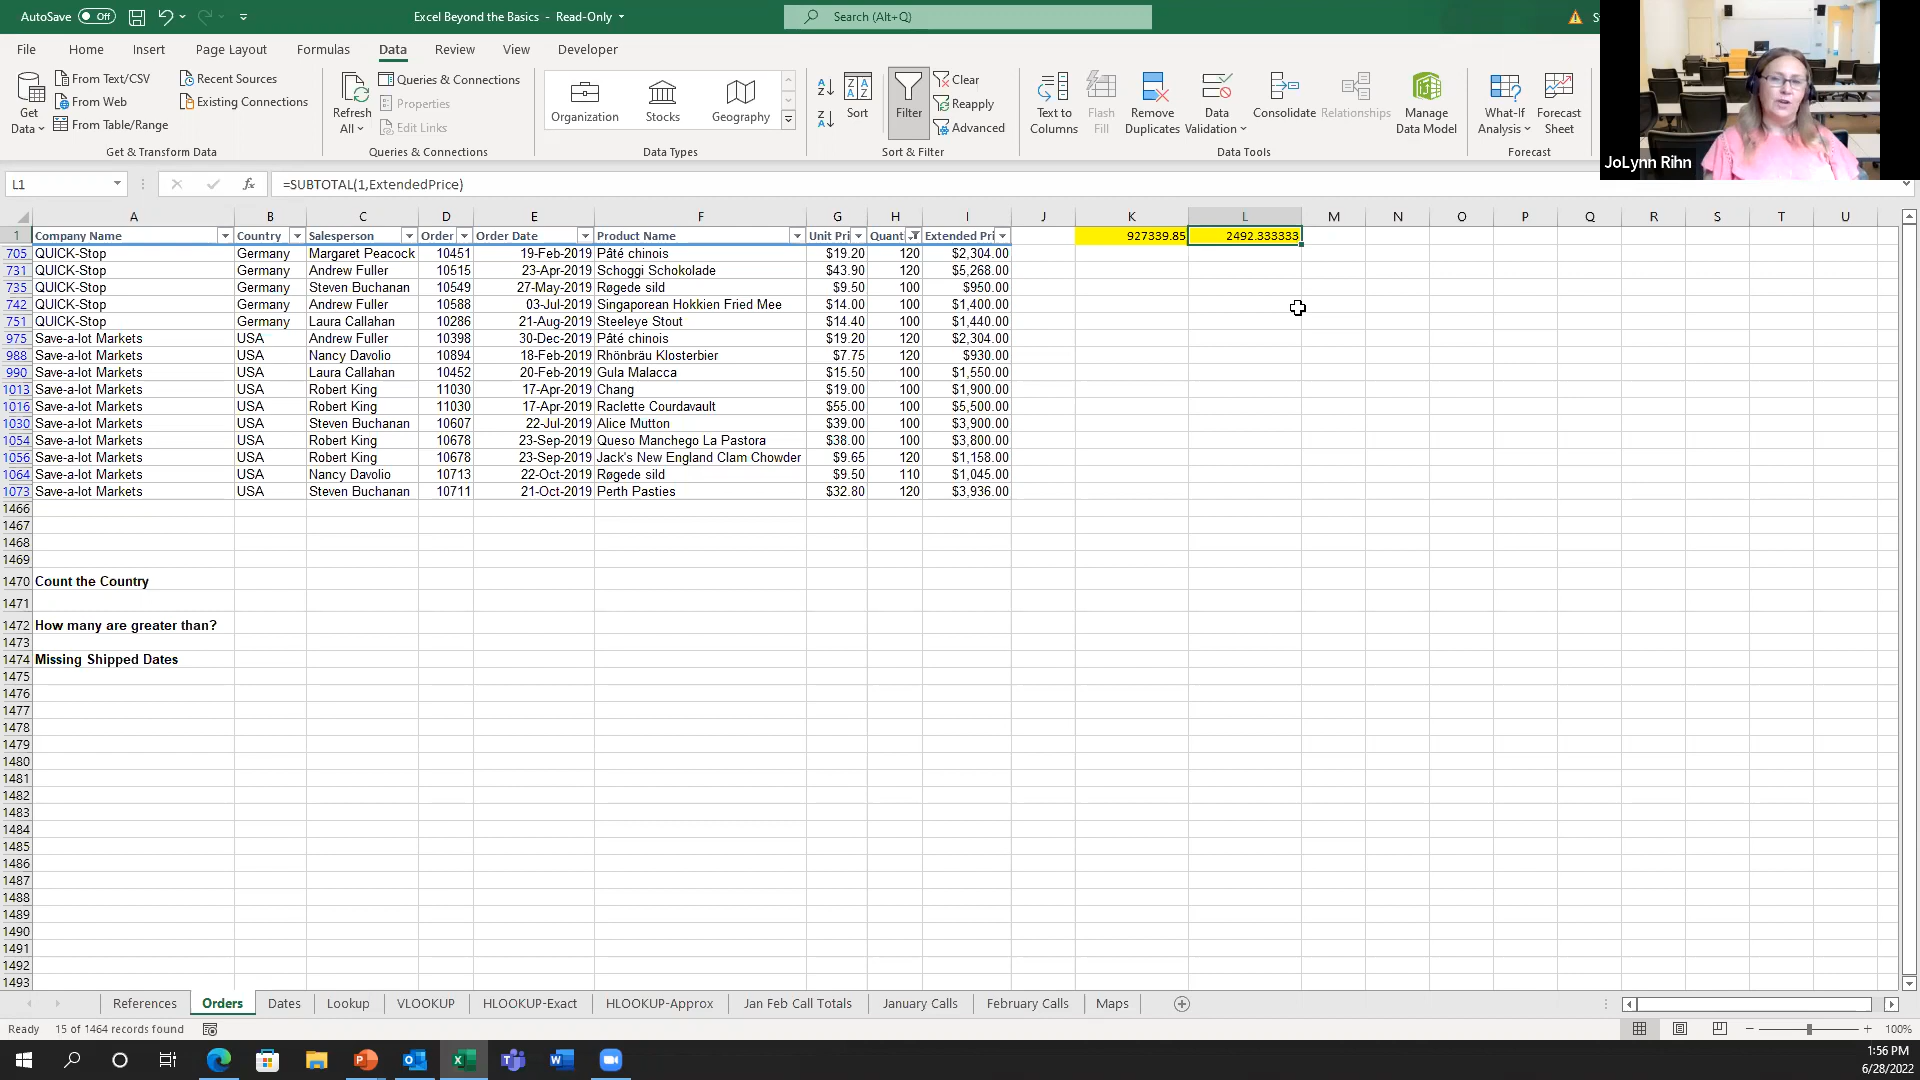 AutoSave Off Excel Beyond the Basics - Read-Only Search (Alt+Q) S
File Home Insert Page Layout Formulas Data Review View Developer
Get Data From Text/CSV From Web From Table/Range Recent Sources Existing Connections
Refresh All Queries & Connections Properties Edit Links
Organization Stocks Geography
Sort Filter Clear Reapply Advanced
Text to Columns Flash Fill Remove Duplicates Data Validation Consolidate Relationships Manage Data Model
What-If Analysis Forecast Sheet
Get & Transform Data Queries & Connections Data Types Sort & Filter Data Tools Forecast
JoLynn Rihn
L1 fx =SUBTOTAL(1,ExtendedPrice)
A B C D E F G H I J K L M N O P Q R S T U
1 Company Name Country Salesperson Order Order Date Product Name Unit Pri Quant Extended Pri 927339.85 2492.333333
705 QUICK-Stop Germany Margaret Peacock 10451 19-Feb-2019 Pâté chinois $19.20 120 $2,304.00
731 QUICK-Stop Germany Andrew Fuller 10515 23-Apr-2019 Schoggi Schokolade $43.90 120 $5,268.00
735 QUICK-Stop Germany Steven Buchanan 10549 27-May-2019 Røgede sild $9.50 100 $950.00
742 QUICK-Stop Germany Andrew Fuller 10588 03-Jul-2019 Singaporean Hokkien Fried Mee $14.00 100 $1,400.00
751 QUICK-Stop Germany Laura Callahan 10286 21-Aug-2019 Steeleye Stout $14.40 100 $1,440.00
975 Save-a-lot Markets USA Andrew Fuller 10398 30-Dec-2019 Pâté chinois $19.20 120 $2,304.00
988 Save-a-lot Markets USA Nancy Davolio 10894 18-Feb-2019 Rhönbräu Klosterbier $7.75 120 $930.00
990 Save-a-lot Markets USA Laura Callahan 10452 20-Feb-2019 Gula Malacca $15.50 100 $1,550.00
1013 Save-a-lot Markets USA Robert King 11030 17-Apr-2019 Chang $19.00 100 $1,900.00
1016 Save-a-lot Markets USA Robert King 11030 17-Apr-2019 Raclette Courdavault $55.00 100 $5,500.00
1030 Save-a-lot Markets USA Steven Buchanan 10607 22-Jul-2019 Alice Mutton $39.00 100 $3,900.00
1054 Save-a-lot Markets USA Robert King 10678 23-Sep-2019 Queso Manchego La Pastora $38.00 100 $3,800.00
1056 Save-a-lot Markets USA Robert King 10678 23-Sep-2019 Jack's New England Clam Chowder $9.65 120 $1,158.00
1064 Save-a-lot Markets USA Nancy Davolio 10713 22-Oct-2019 Røgede sild $9.50 110 $1,045.00
1073 Save-a-lot Markets USA Steven Buchanan 10711 21-Oct-2019 Perth Pasties $32.80 120 $3,936.00
1466
1467
1468
1469
1470 Count the Country
1471
1472 How many are greater than?
1473
1474 Missing Shipped Dates
1475
1476
1477
1478
1479
1480
1481
1482
1483
1484
1485
1486
1487
1488
1489
1490
1491
1492
1493
References Orders Dates Lookup VLOOKUP HLOOKUP-Exact HLOOKUP-Approx Jan Feb Call Totals January Calls February Calls Maps
Ready 15 of 1464 records found 100%
1:56 PM
6/28/2022